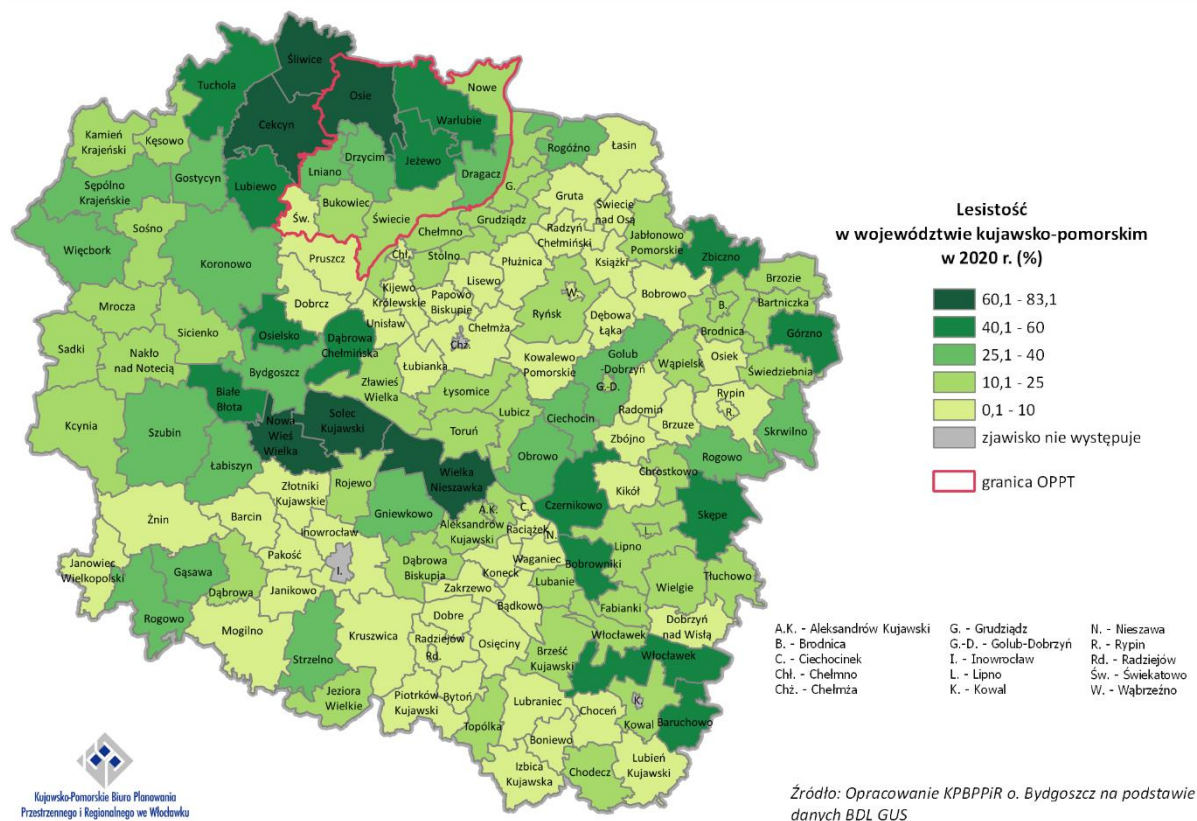 Śliwice
Tuchola
Osie
Nowe
Cekcyn
Warlubie
Kamień
Krajeński
Kęsowo
Rogóźno
Łasin
Drzycim
Jeżewo
Gostycyn
Lubiewo
Lniano
Dragacz
Sępólno
Krajeńskie
G.
Gruta
Świecie
nad Osą
Św.
Bukowiec
Świecie
Grudziądz
Sośno
Chełmno
Radzyń
Chełmiński
Jabłonowo
Pomorskie
Więcbork
Koronowo
Pruszcz
Chł.
Stolno
Płużnica
Książki
Zbiczno
Brzozie
Kijewo
Królewskie
Lisewo
Bobrowo
Bartniczka
Dobrcz
Papowo
Biskupie
W.
B.
Mrocza
Unisław
Ryńsk
Dębowa
Łąka
Sicienko
Osielsko
Dąbrowa
Chełmińska
Chełmża
Brodnica
Górzno
Sadki
Nakło
nad Notecią
Chż.
Golub
-Dobrzyń
Osiek
Bydgoszcz
Łubianka
Kowalewo
Pomorskie
Wąpielsk
Świedziebnia
Zławieś
Wielka
Łysomice
G.-D.
Rypin
Białe
Błota
Radomin
R.
Kcynia
Solec
Kujawski
Lubicz
Ciechocin
Brzuze
Szubin
Nowa
Wieś
Wielka
Toruń
Zbójno
Skrwilno
Łabiszyn
Wielka
Nieszawka
Obrowo
Rogowo
Złotniki
Kujawskie
Rojewo
Chrostkowo
Kikół
Żnin
Barcin
Gniewkowo
A.K.
C.
Czernikowo
Skępe
Inowrocław
Aleksandrów
Kujawski
Raciążek
N.
L.
Pakość
Waganiec
Lipno
Janowiec
Wielkopolski
Gąsawa
I.
Dąbrowa
Biskupia
Koneck
Bobrowniki
Tłuchowo
Dąbrowa
Janikowo
Zakrzewo
Lubanie
Wielgie
Rogowo
Dobre
Bądkowo
Fabianki
Mogilno
Kruszwica
Radziejów
Osięciny
Włocławek
Dobrzyń
nad Wisłą
Rd.
Brześć
Kujawski
Włocławek
Strzelno
Jeziora
Wielkie
Piotrków
Kujawski
Bytoń
Lubraniec
K.
Topólka
Choceń
Kowal
Baruchowo
Boniewo
Izbica
Kujawska
Lubień
Kujawski
Chodecz
Lesistość
w województwie kujawsko-pomorskim
w 2020 r. (%)
60,1 - 83,1
40,1 - 60
25,1 - 40
10,1 - 25
0,1 - 10
zjawisko nie występuje
granica OPPT
A.K. - Aleksandrów Kujawski
B. - Brodnica
C. - Ciechocinek
Chł. - Chełmno
Chż. - Chełmża
G. - Grudziądz
G.-D. - Golub-Dobrzyń
I. - Inowrocław
L. - Lipno
K. - Kowal
N. - Nieszawa
R. - Rypin
Rd. - Radziejów
Św. - Świekatowo
W. - Wąbrzeźno
Kujawsko-Pomorskie Biuro Planowania
Przestrzennego i Regionalnego we Włocławku
Źródło: Opracowanie KPBPPiR o. Bydgoszcz na podstawie
danych BDL GUS